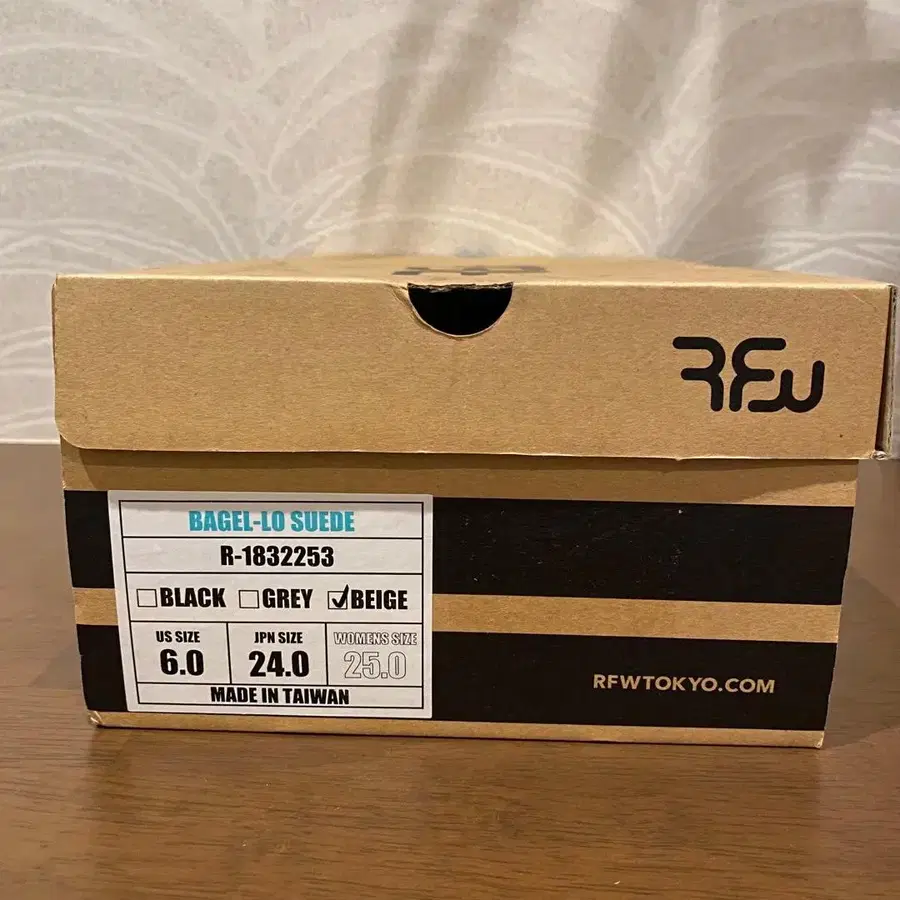 RFW
BAGEL-LO SUEDE
R-1832253
BLACK GREY BEIGE
US SIZE JPN SIZE WOMENS SIZE
6.0 24.0 25.0
MADE IN TAIWAN
RFWTOKYO.COM